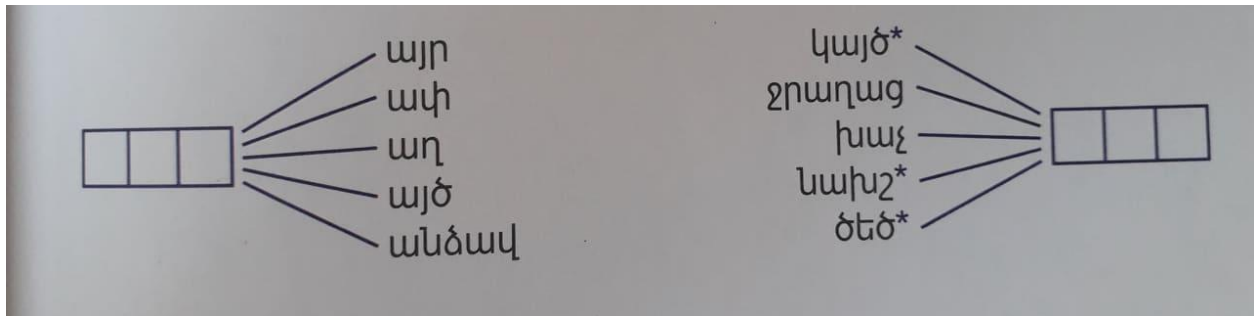 այր
ափ
աղ
այծ
անձավ
կայծ*
ջրաղաց
խաչ
նախշ*
ծեծ*